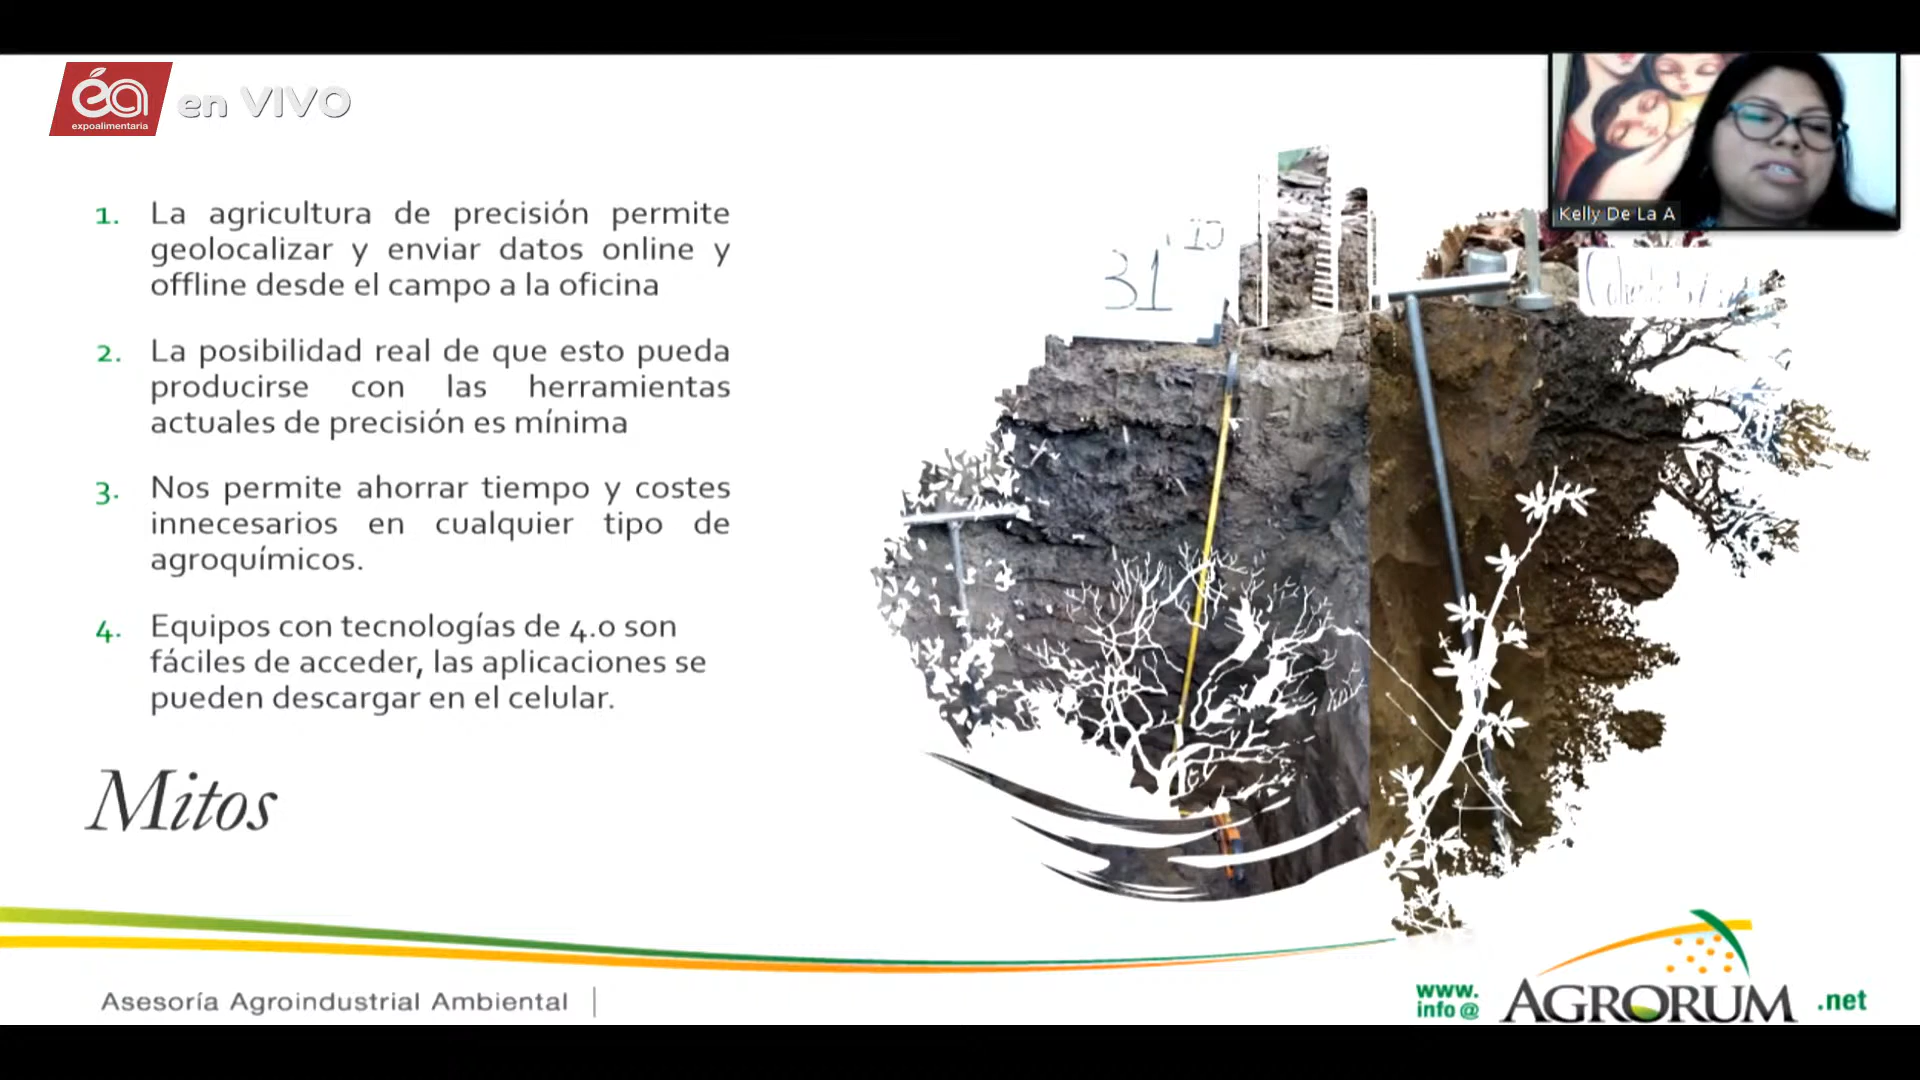 éa
expoalimentaria
en VIVO
Kelly De La A
1. La agricultura de precisión permite
geolocalizar y enviar datos online y
offline desde el campo a la oficina
2. La posibilidad real de que esto pueda
producirse con las herramientas
actuales de precisión es mínima
3. Nos permite ahorrar tiempo y costes
innecesarios en cualquier tipo de
agroquímicos.
4. Equipos con tecnologías de 4.0 son
fáciles de acceder, las aplicaciones se
pueden descargar en el celular.
Mitos
31
Asesoría Agroindustrial Ambiental
www.
info@
AGRORUM
.net